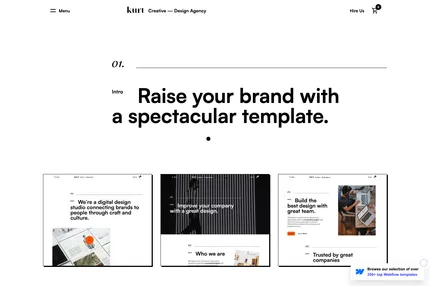 Menu
kurt Creative — Design Agency
Hire Us
01.
Intro
Raise your brand with
a spectacular template.
We're a digital design
studio connecting brands to
people through craft and
culture.
Improve your company
with a great design.
Who we are
Build the
best design with
great team.
Trusted by great
companies
Browse our selection of over
200+ top Webflow templates